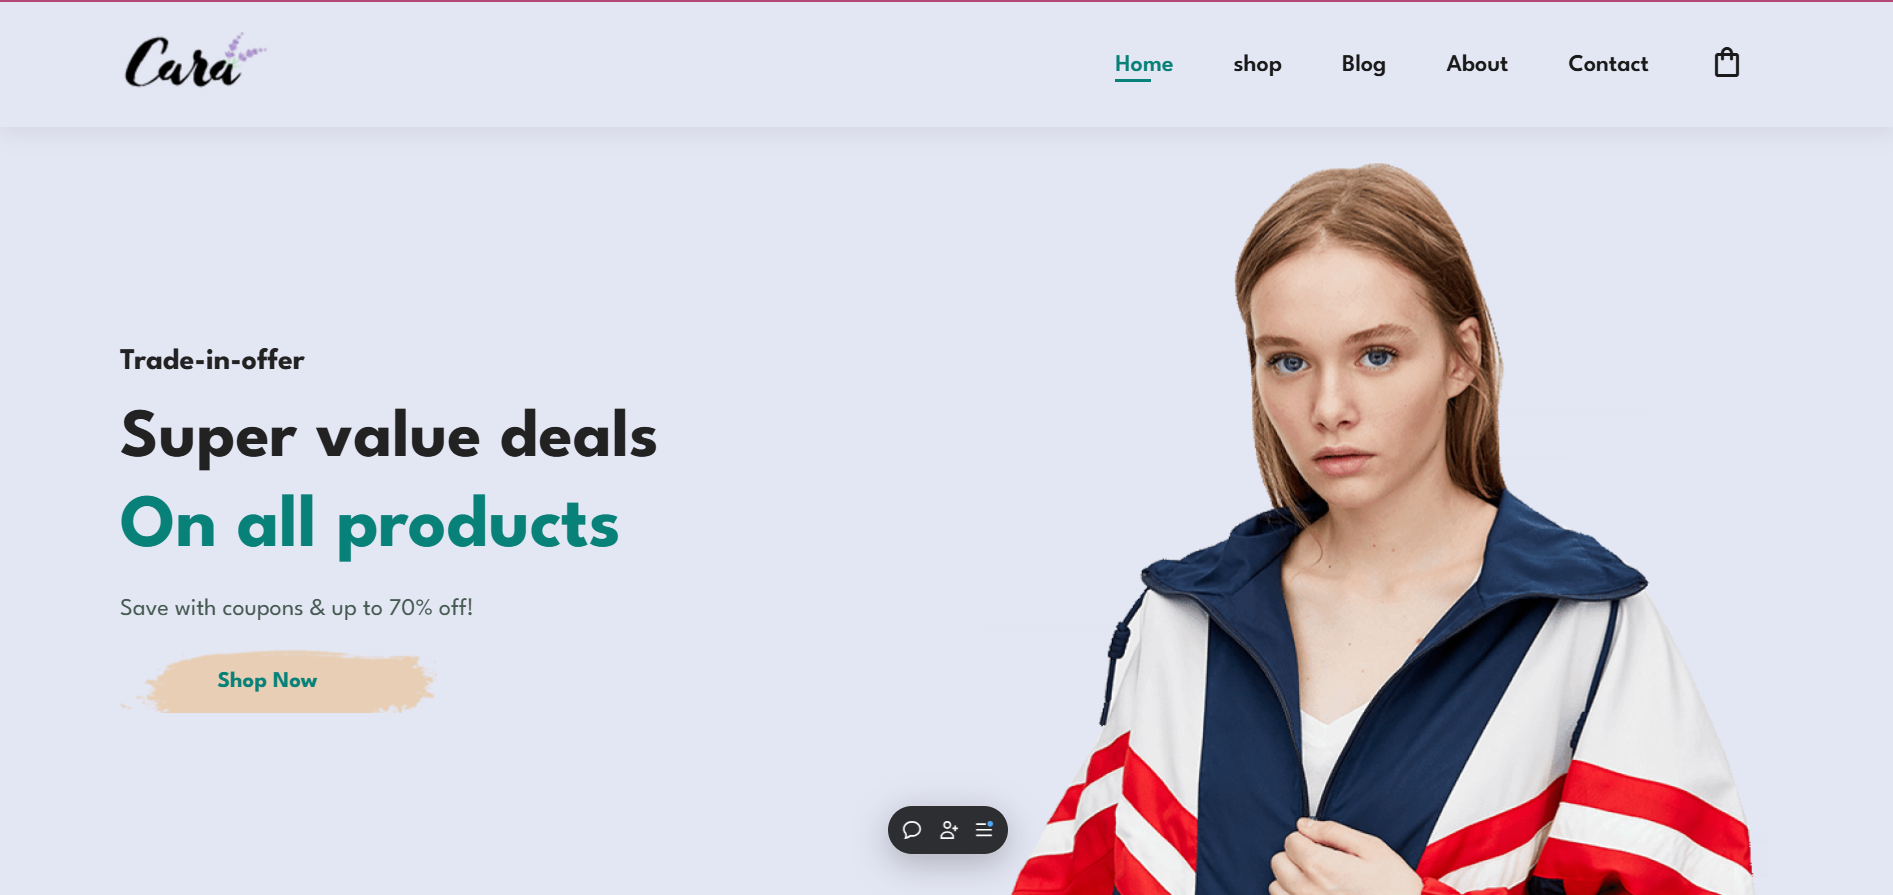 Cara
Home shop Blog About Contact
Trade-in-offer
Super value deals
On all products
Save with coupons & up to 70% off!
Shop Now